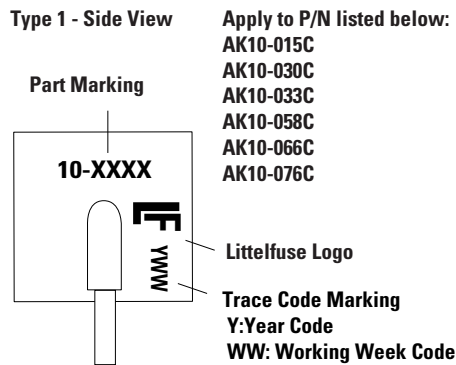 Type 1 - Side View
Apply to P/N listed below:
AK10-015C
AK10-030C
AK10-033C
AK10-058C
AK10-066C
AK10-076C
Part Marking
10-XXXX
LF
YWW
Littelfuse Logo
Trace Code Marking
Y:Year Code
WW: Working Week Code